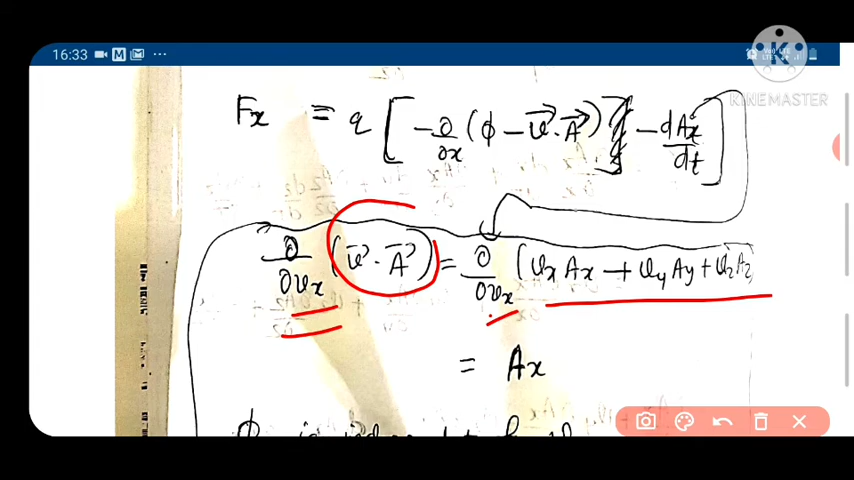 16:33 M ...
KINEMASTER
Fx = q [ -∂/∂x (ϕ - v⃗ · A⃗) - dAx/dt ]
∂/∂vx (v⃗ · A⃗) = ∂/∂vx (vx Ax + vy Ay + vz Az)
= Ax